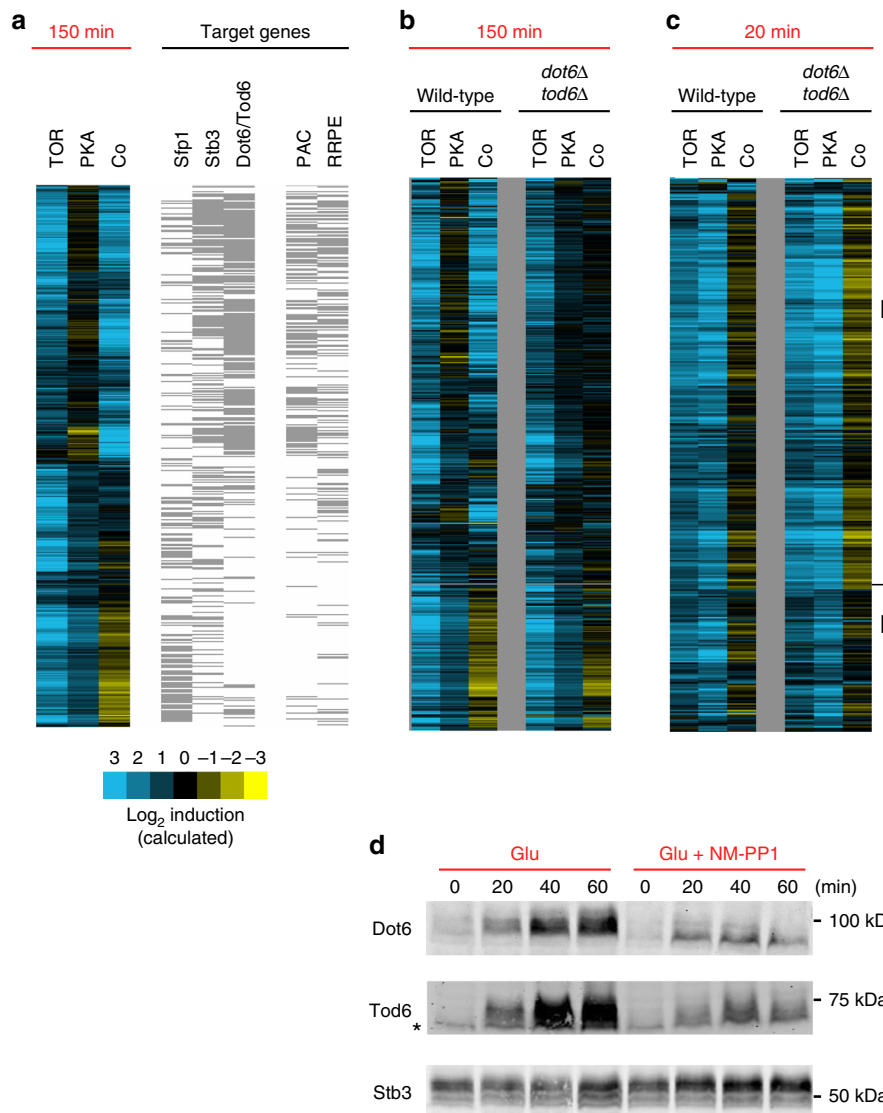 a
150 min
Target genes
TOR
PKA
Co
Sfp1
Stb3
Dot6/Tod6
PAC
RRPE
3 2 1 0 –1 –2 –3
Log2 induction
(calculated)
b
150 min
Wild-type
dot6Δ
tod6Δ
TOR
PKA
Co
TOR
PKA
Co
c
20 min
Wild-type
dot6Δ
tod6Δ
TOR
PKA
Co
TOR
PKA
Co
d
Glu
Glu + NM-PP1
0 20 40 60 0 20 40 60 (min)
Dot6
100 kD
Tod6
75 kDa
*
Stb3
50 kDa